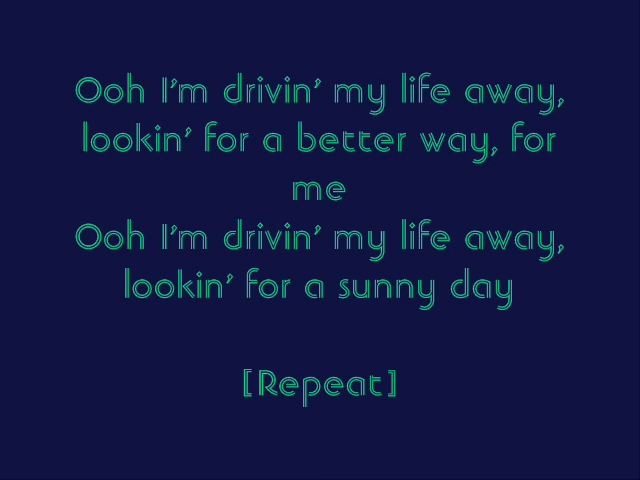 Ooh I'm drivin' my life away,
lookin' for a better way, for
me
Ooh I'm drivin' my life away,
lookin' for a sunny day
[Repeat]